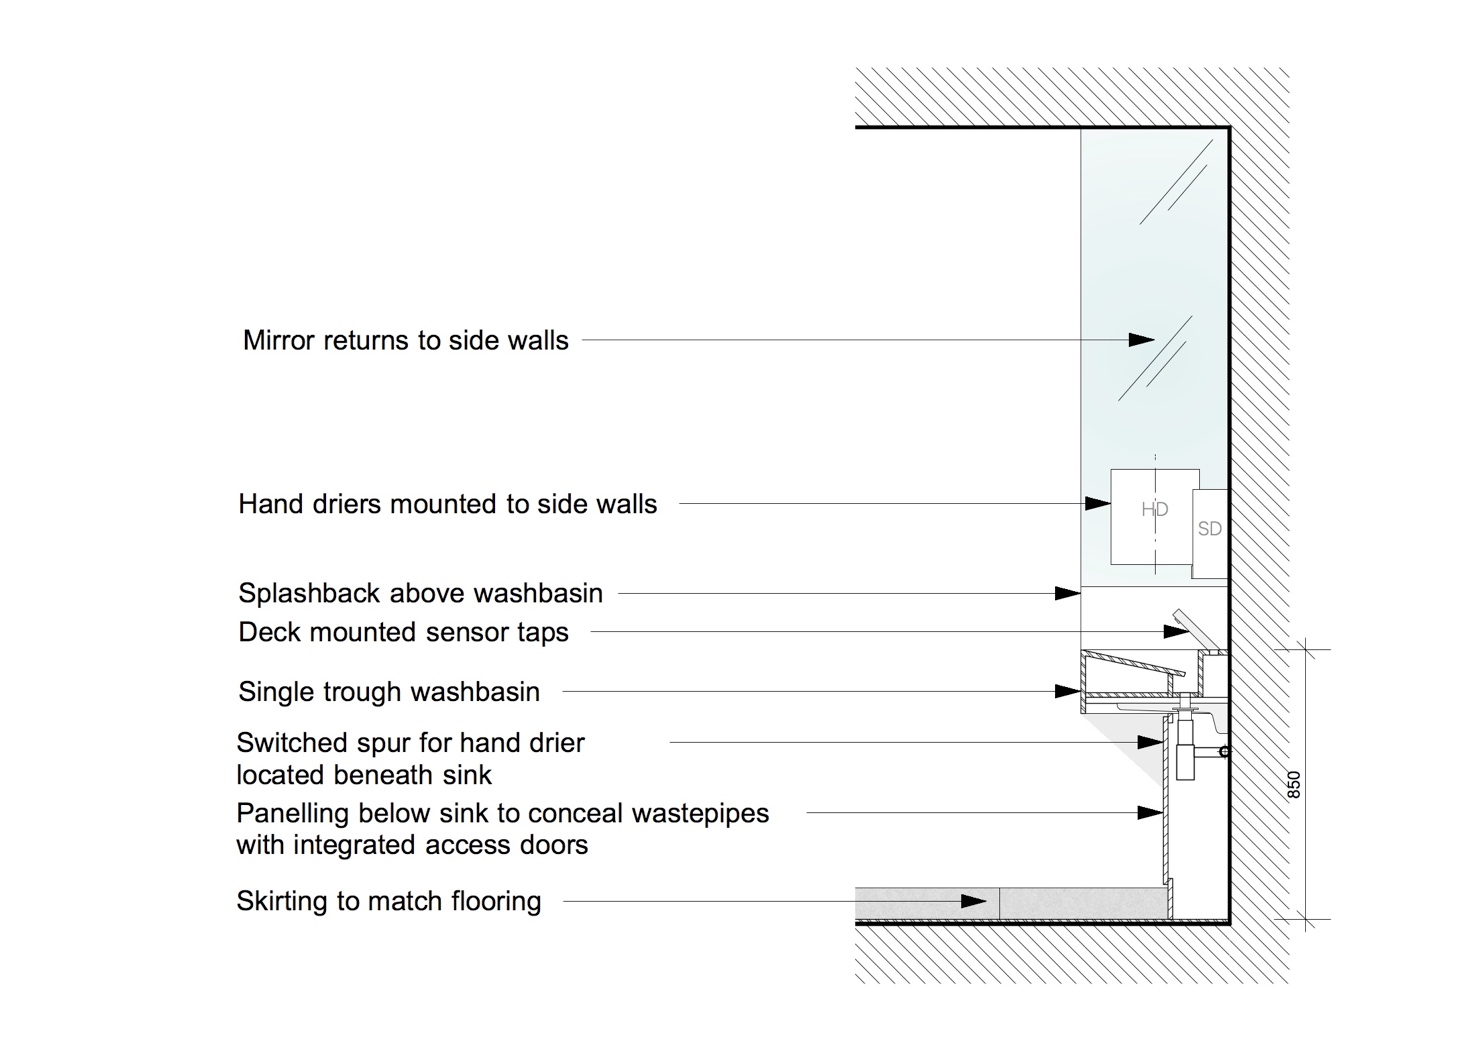 Mirror returns to side walls
Hand driers mounted to side walls
HD
SD
Splashback above washbasin
Deck mounted sensor taps
Single trough washbasin
Switched spur for hand drier
located beneath sink
850
Panelling below sink to conceal wastepipes
with integrated access doors
Skirting to match flooring